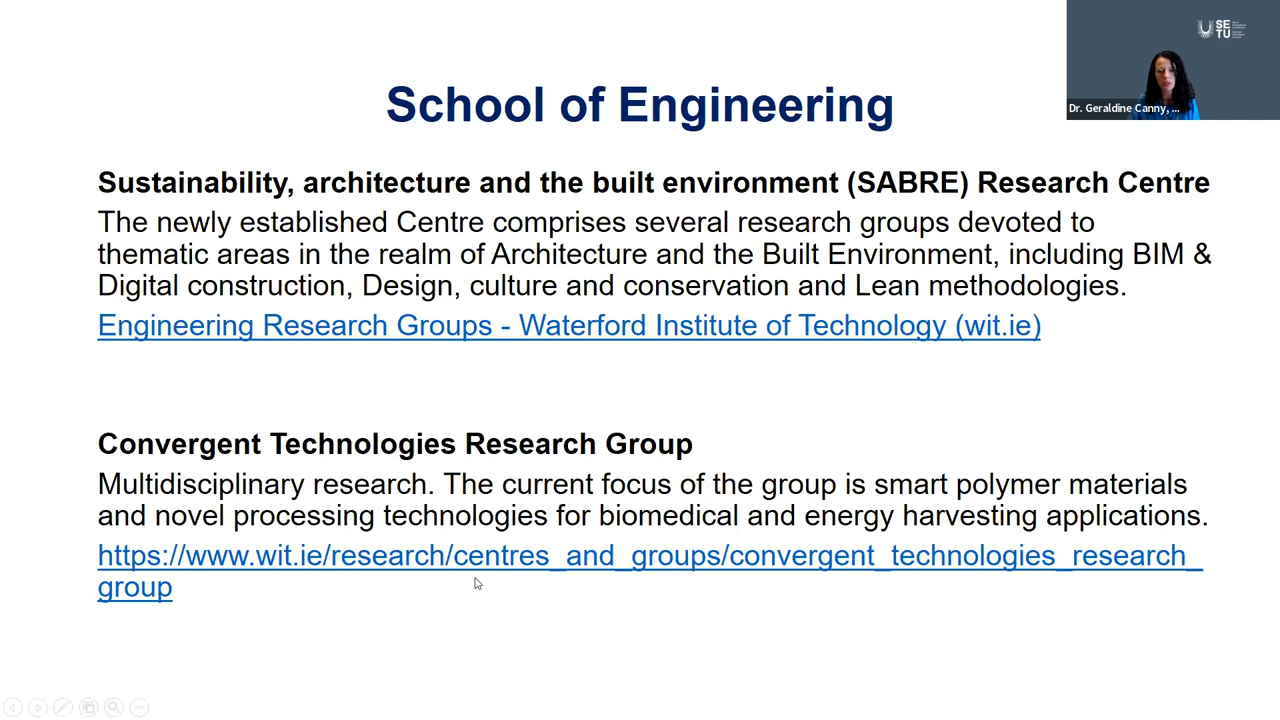 SE
TU
Dr. Geraldine Canny, ...
School of Engineering
Sustainability, architecture and the built environment (SABRE) Research Centre
The newly established Centre comprises several research groups devoted to
thematic areas in the realm of Architecture and the Built Environment, including BIM &
Digital construction, Design, culture and conservation and Lean methodologies.
Engineering Research Groups - Waterford Institute of Technology (wit.ie)
Convergent Technologies Research Group
Multidisciplinary research. The current focus of the group is smart polymer materials
and novel processing technologies for biomedical and energy harvesting applications.
https://www.wit.ie/research/centres_and_groups/convergent_technologies_research_
group